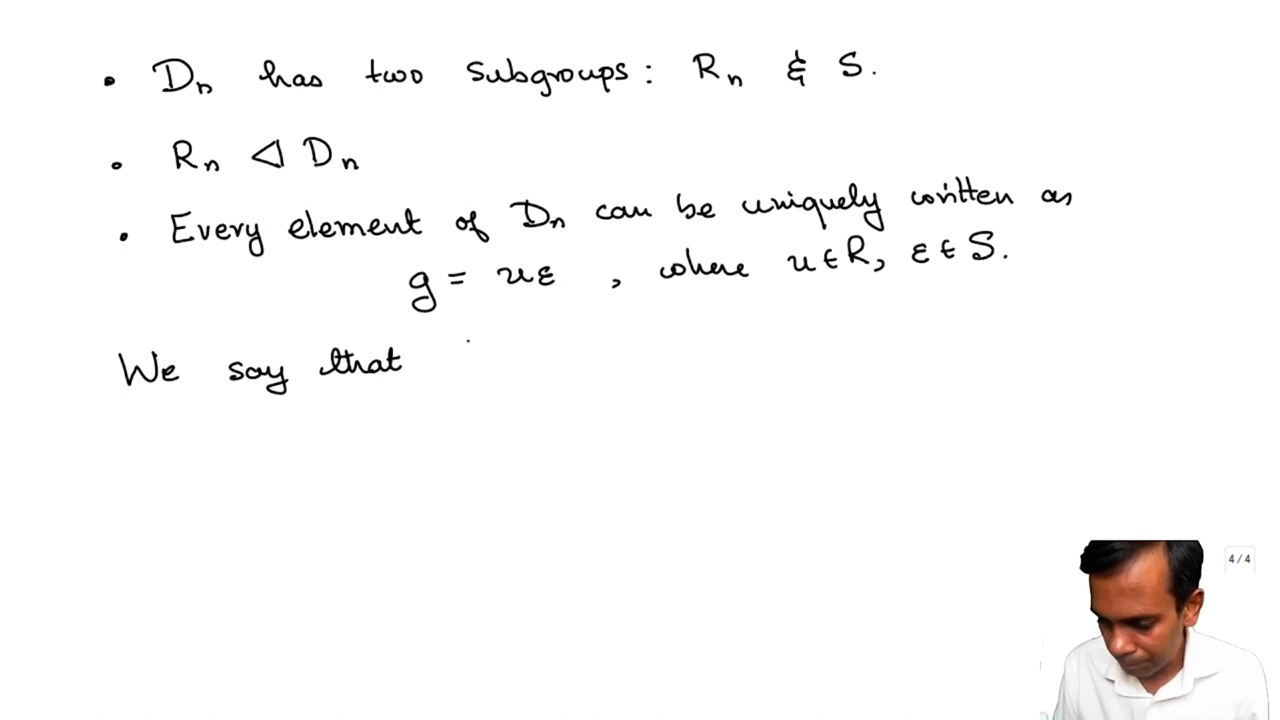 • Dₙ has two subgroups: Rₙ & S.
• Rₙ ◁ Dₙ
• Every element of Dₙ can be uniquely written as
g = uε , where u ∈ R, ε ∈ S.
We say that
4/4